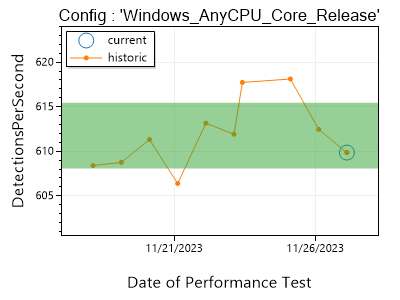 Config : 'Windows_AnyCPU_Core_Release'
current
historic
620
615
610
605
DetectionsPerSecond
11/21/2023
11/26/2023
Date of Performance Test